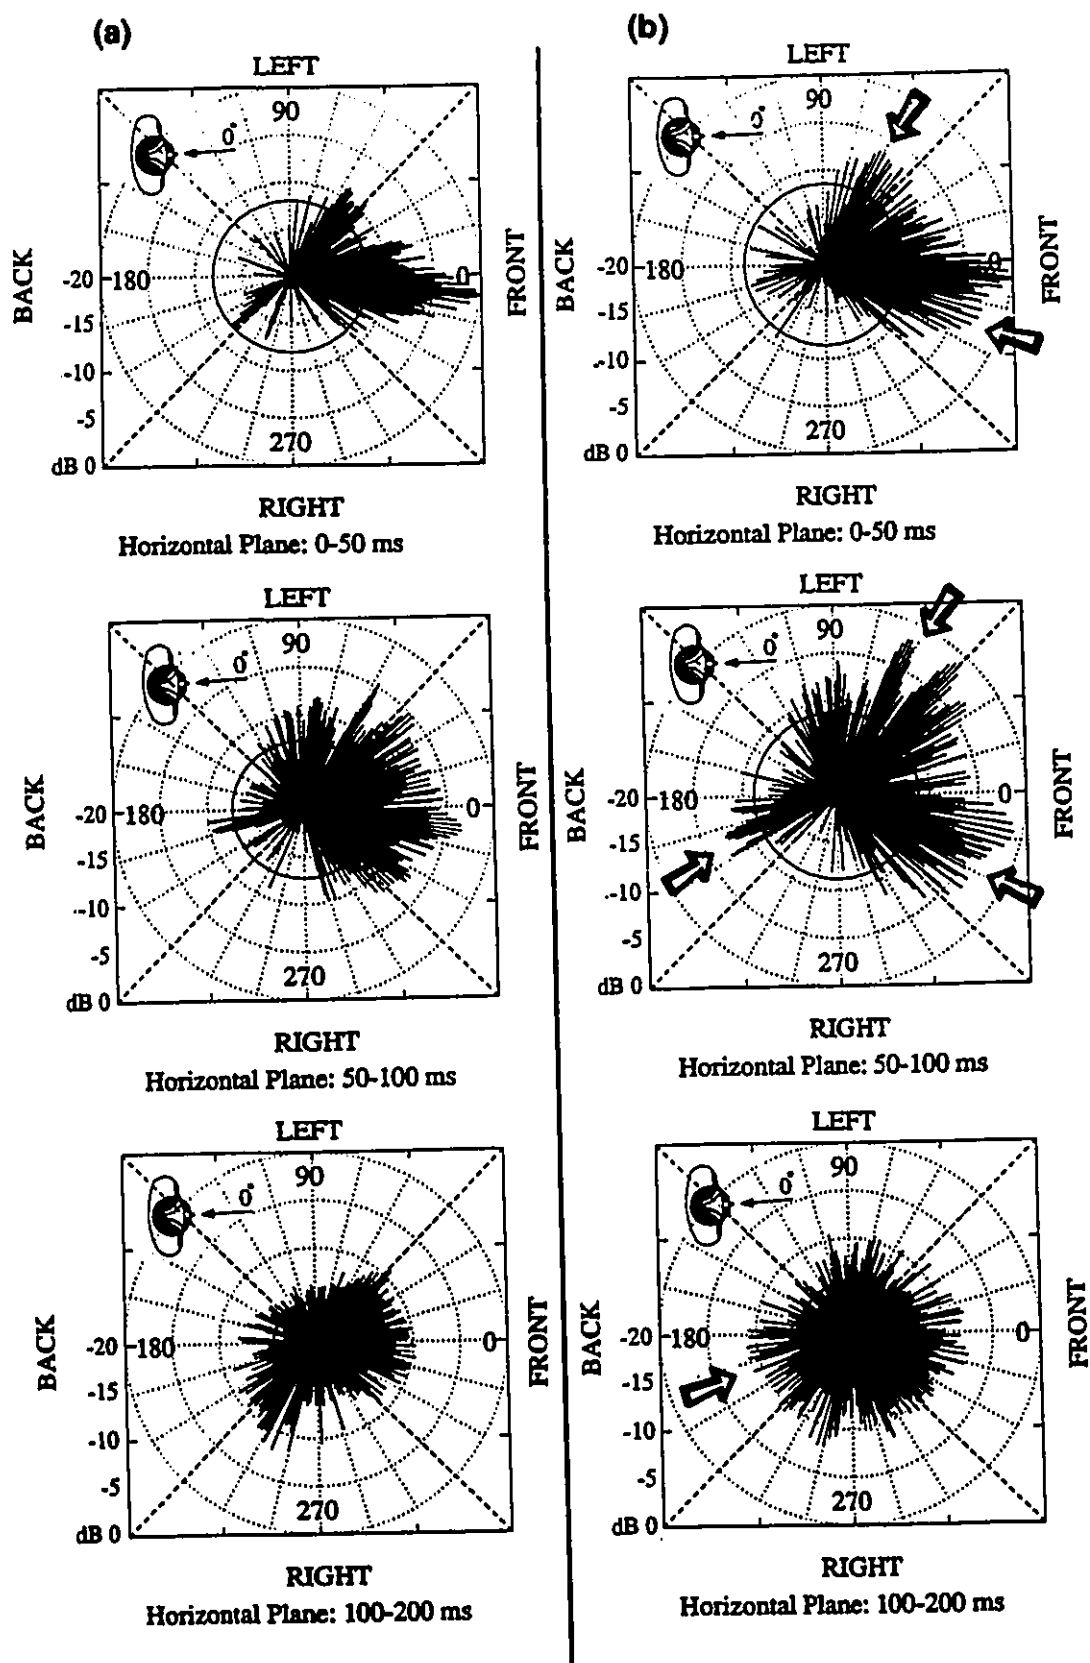 (a)
LEFT
90
0°
BACK
FRONT
-20
180
0
-15
-10
-5
dB 0
270
RIGHT
Horizontal Plane: 0-50 ms
LEFT
90
0°
BACK
FRONT
-20
180
0
-15
-10
-5
dB 0
270
RIGHT
Horizontal Plane: 50-100 ms
LEFT
90
0°
BACK
FRONT
-20
180
0
-15
-10
-5
dB 0
270
RIGHT
Horizontal Plane: 100-200 ms
(b)
LEFT
90
0°
BACK
FRONT
-20
180
0
-15
-10
-5
dB 0
270
RIGHT
Horizontal Plane: 0-50 ms
LEFT
90
0°
BACK
FRONT
-20
180
0
-15
-10
-5
dB 0
270
RIGHT
Horizontal Plane: 50-100 ms
LEFT
90
0°
BACK
FRONT
-20
180
0
-15
-10
-5
dB 0
270
RIGHT
Horizontal Plane: 100-200 ms